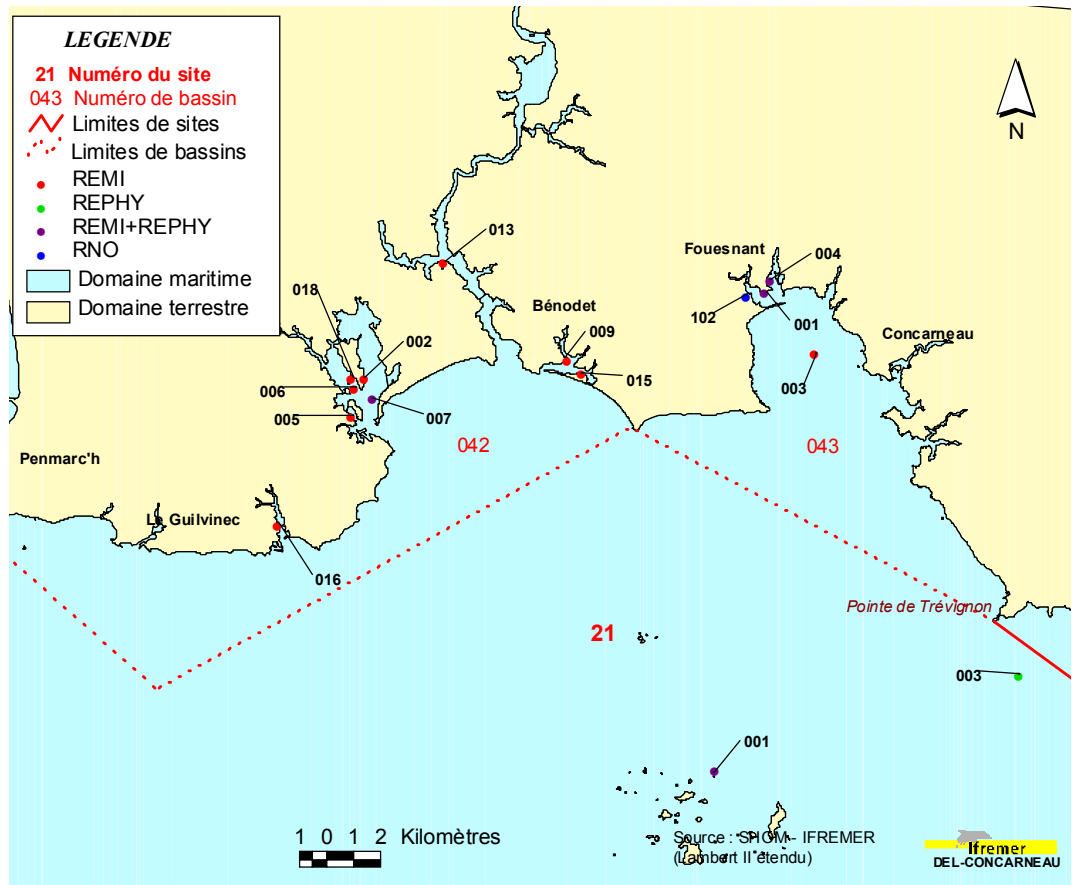 LEGENDE
21 Numéro du site
043 Numéro de bassin
Limites de sites
Limites de bassins
REMI
REPHY
REMI+REPHY
RNO
Domaine maritime
Domaine terrestre
N
013
Fouesnant
004
018
Bénodet
102
001
002
009
Concarneau
006
015
003
005
007
042
043
Penmarc'h
Le Guilvinec
016
Pointe de Trévignon
21
003
001
1 0 1 2 Kilomètres
Source : SHOM - IFREMER
(Lambert II étendu)
Ifremer
DEL-CONCARNEAU